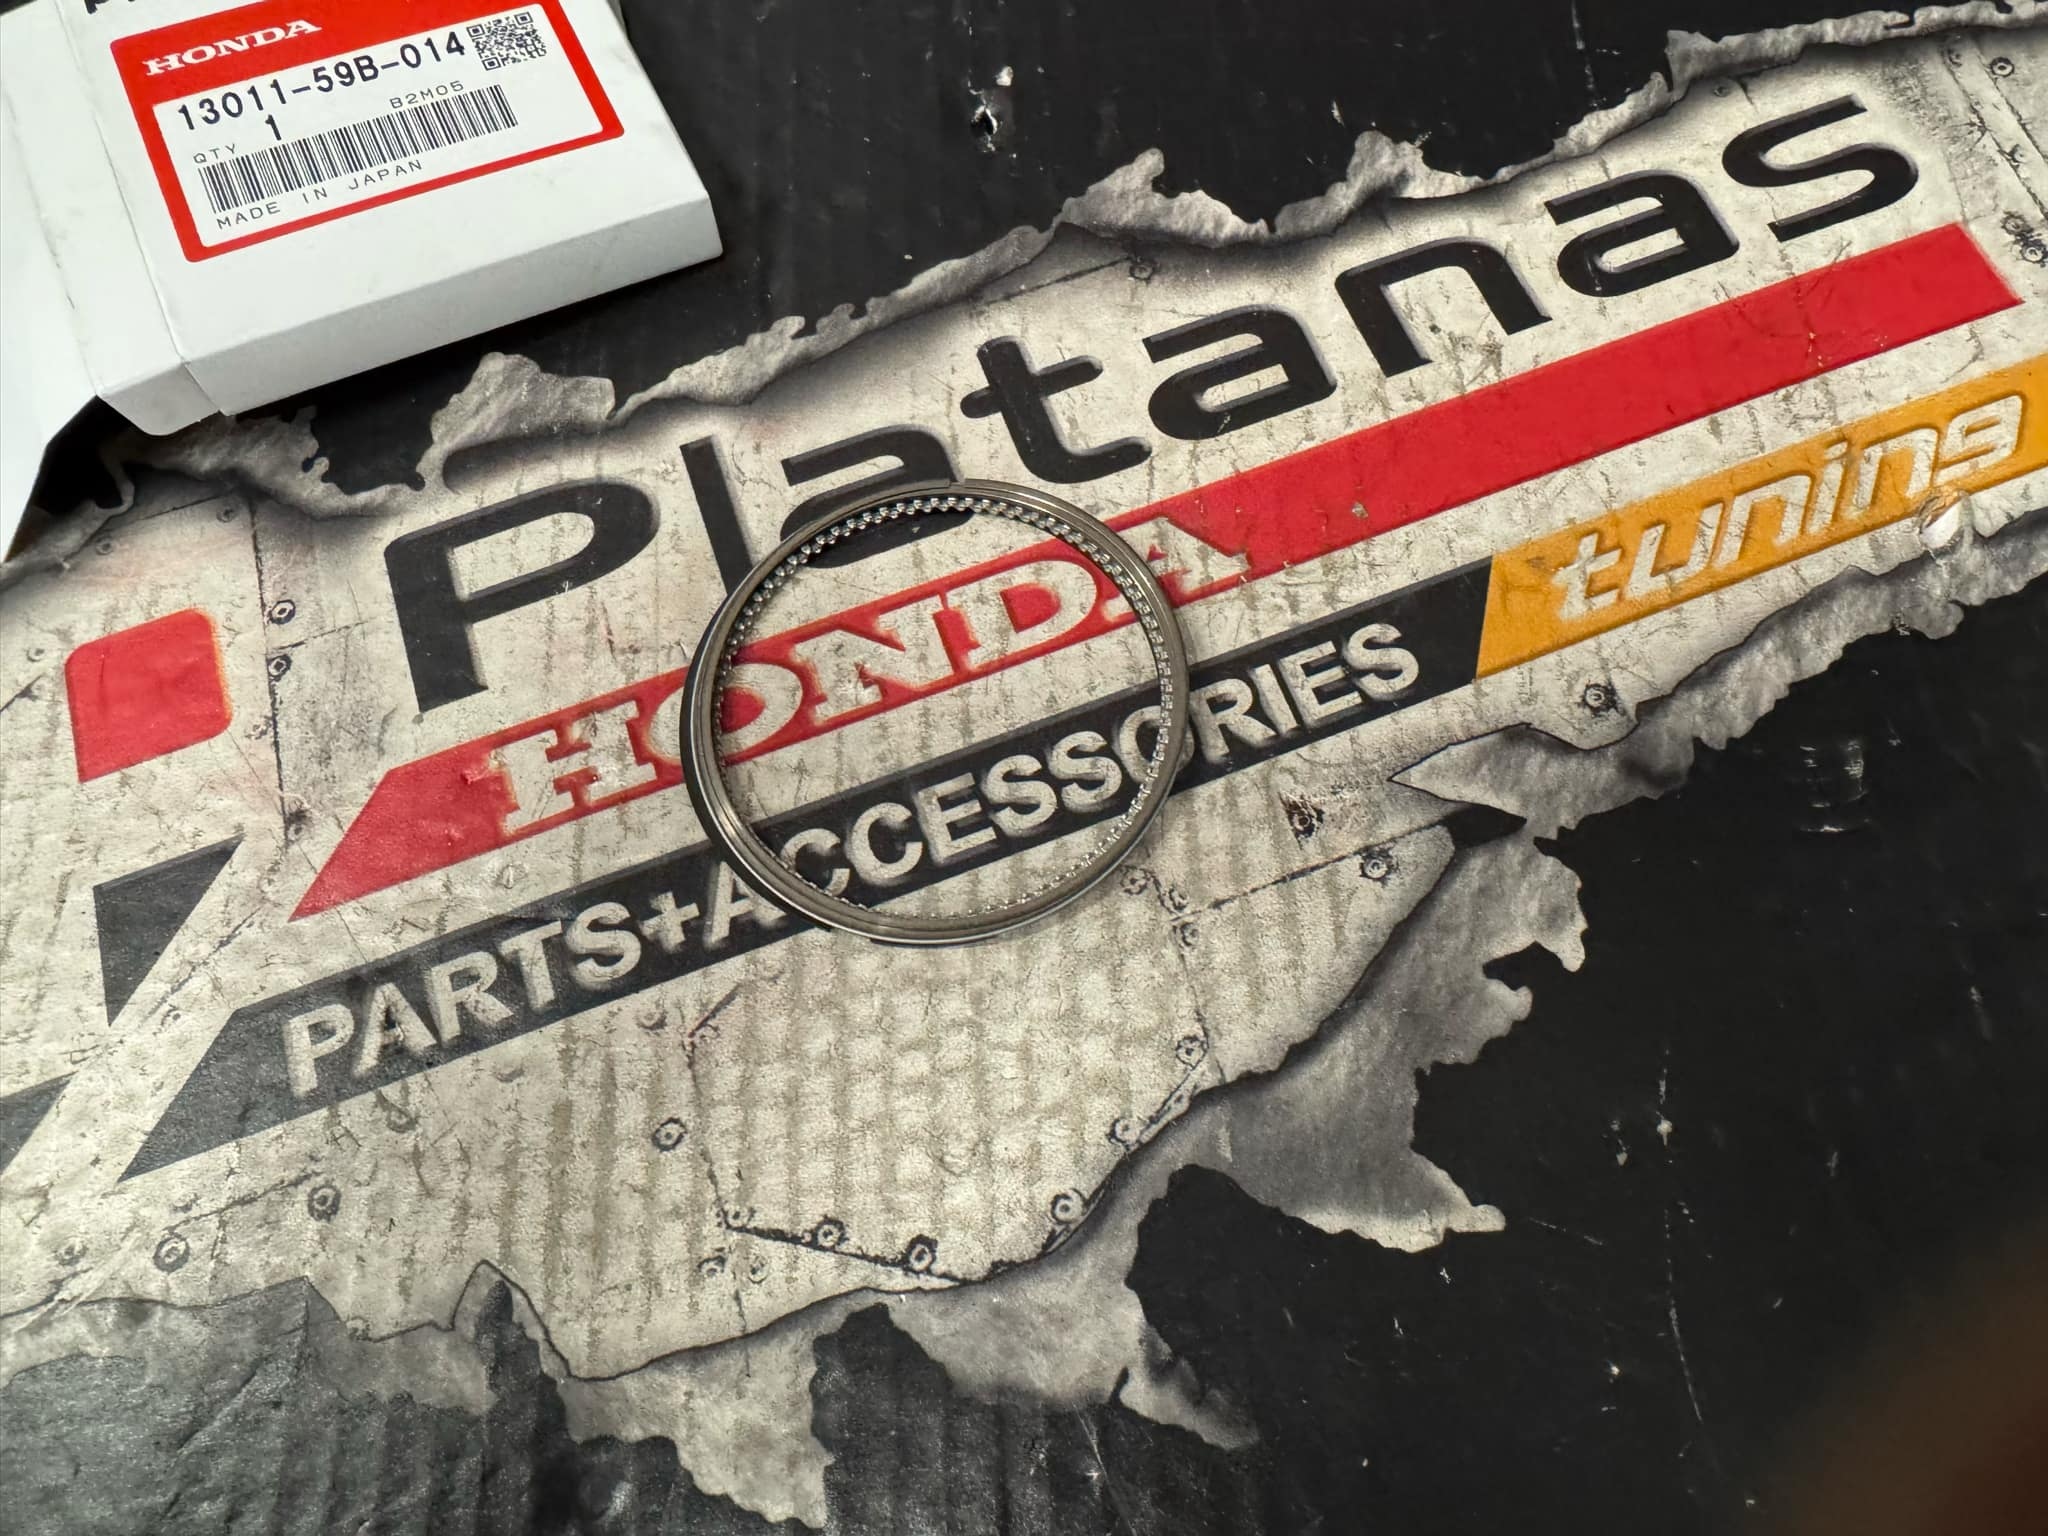 HONDA
13011-59B-014
B2M05
QTY 1
MADE IN JAPAN
Platanas
HONDA
tuning
PARTS+ACCESSORIES